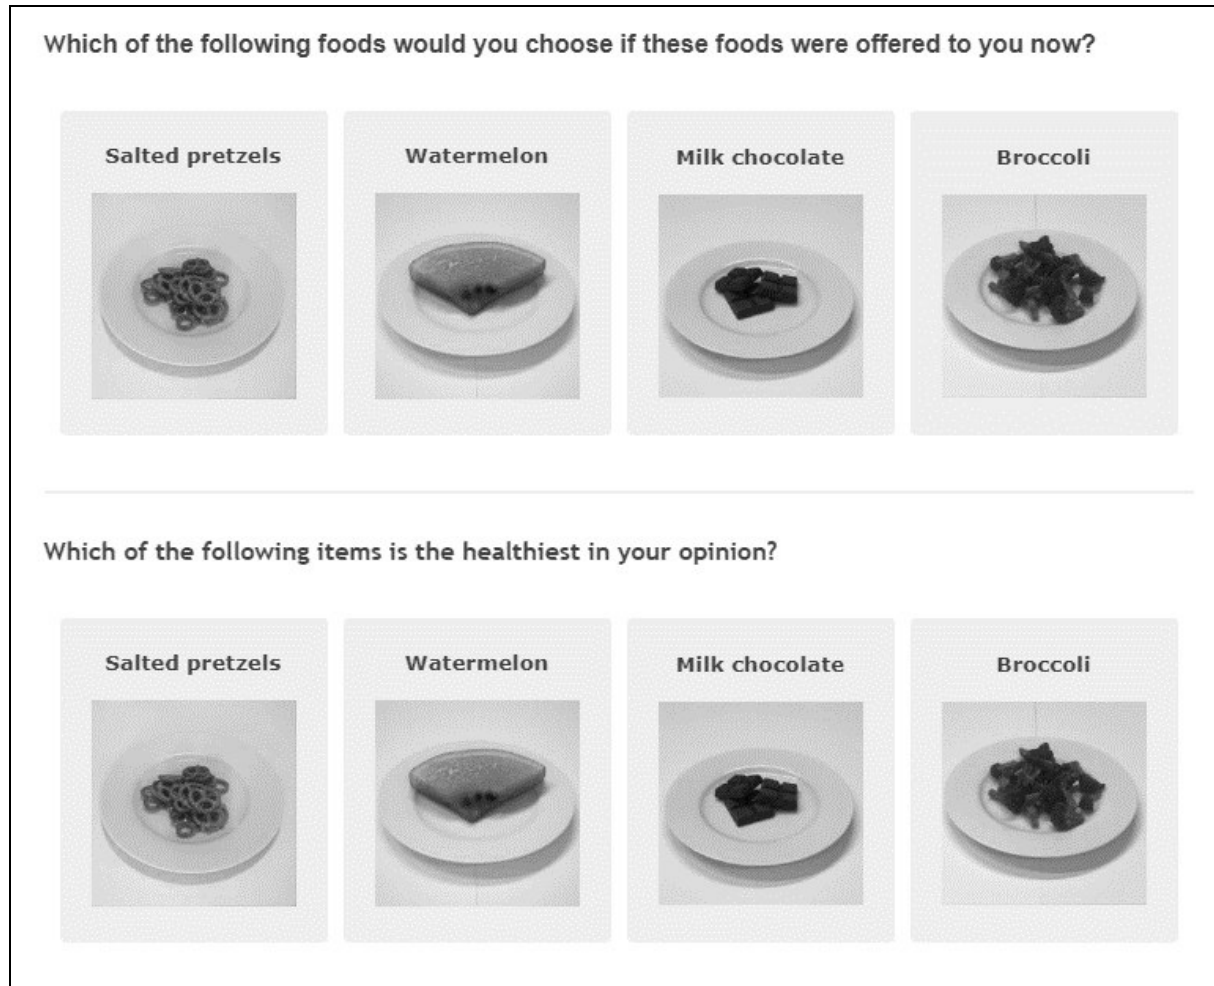 Which of the following foods would you choose if these foods were offered to you now?
Salted pretzels
Watermelon
Milk chocolate
Broccoli
Which of the following items is the healthiest in your opinion?
Salted pretzels
Watermelon
Milk chocolate
Broccoli